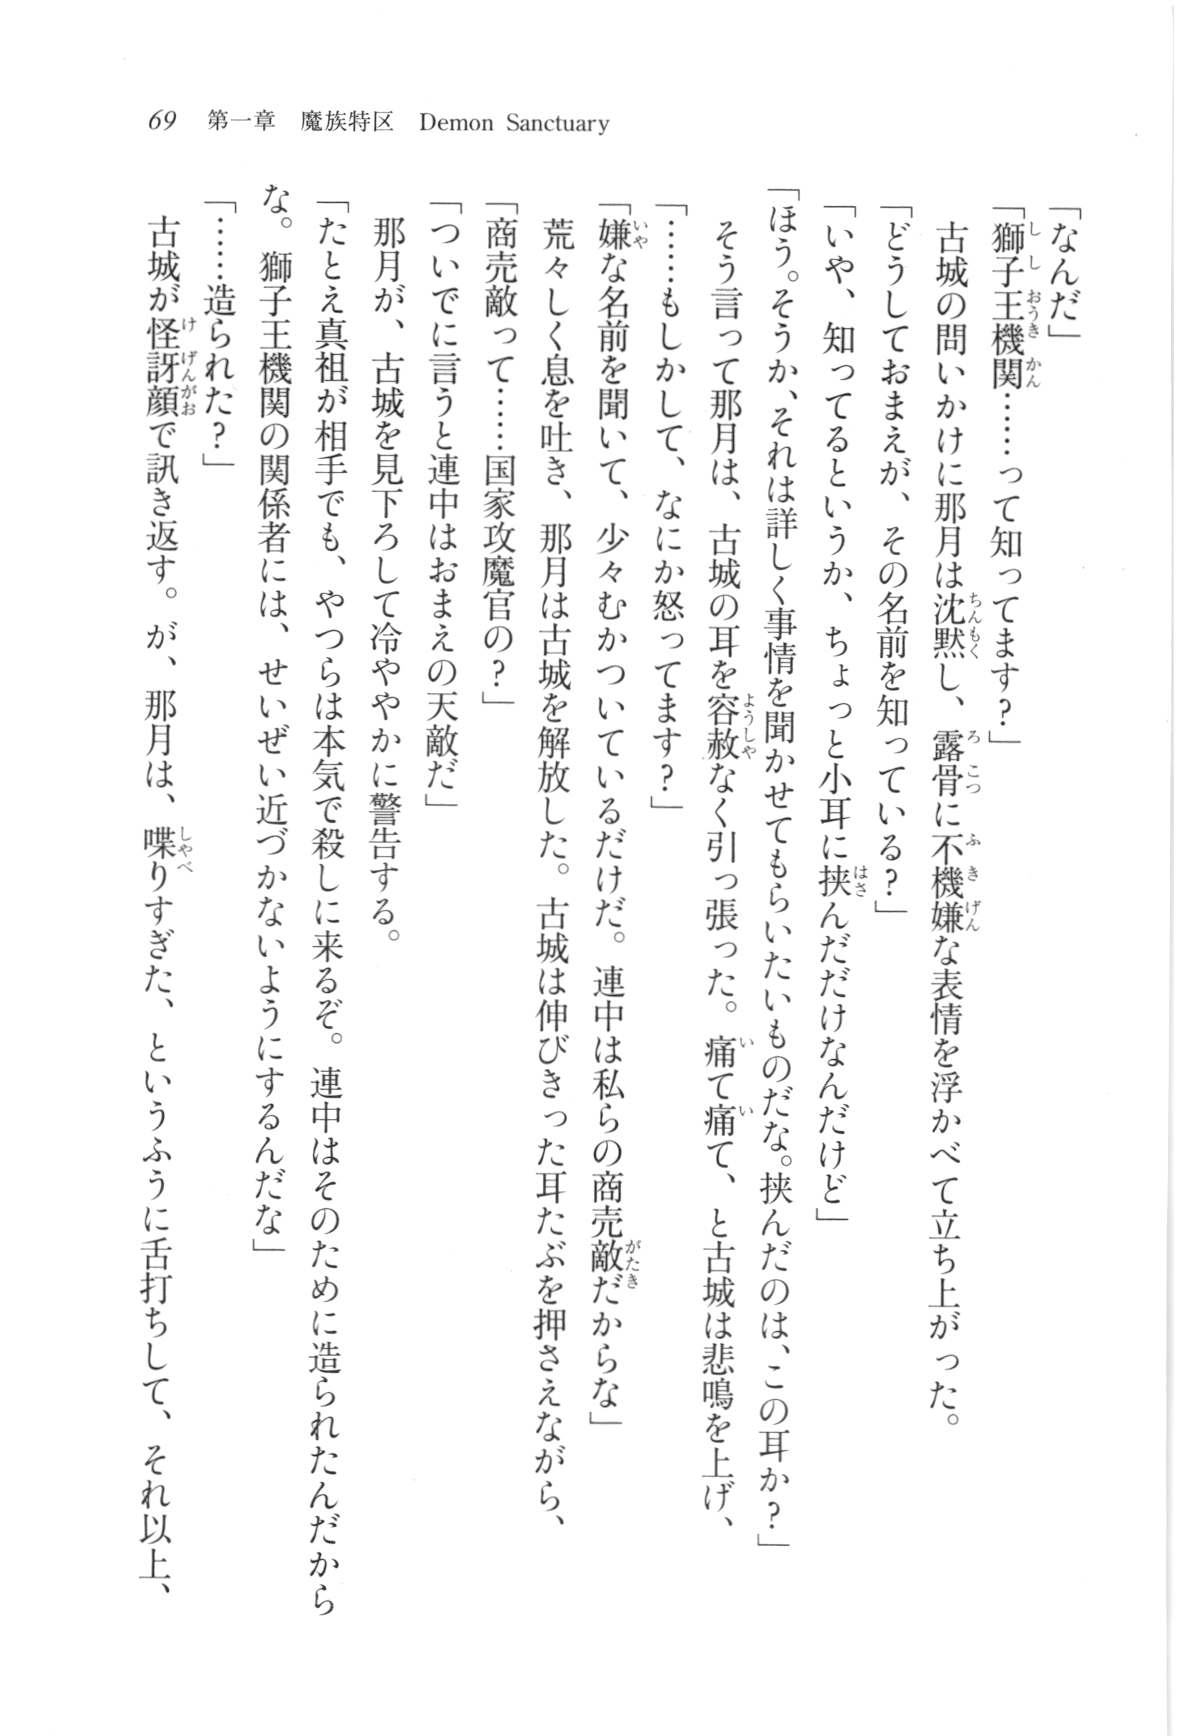 69 第一章 魔族特区 Demon Sanctuary
「なんだ」
「獅子王機関……って知ってます？」
古城の問いかけに那月は沈黙し、露骨に不機嫌な表情を浮かべて立ち上がった。
「どうしておまえが、その名前を知っている？」
「いや、知ってるというか、ちょっと小耳に挟んだだけなんだけど」
「ほう。そうか、それは詳しく事情を聞かせてもらいたいものだな。挟んだのは、この耳か？」
そう言って那月は、古城の耳を容赦なく引っ張った。痛て痛て、と古城は悲鳴を上げ、
「……もしかして、なにか怒ってます？」
「嫌な名前を聞いて、少々むかついているだけだ。連中は私らの商売敵だからな」
荒々しく息を吐き、那月は古城を解放した。古城は伸びきった耳たぶを押さえながら、
「商売敵って……国家攻魔官の？」
「ついでに言うと連中はおまえの天敵だ」
那月が、古城を見下ろして冷ややかに警告する。
「たとえ真祖が相手でも、やつらは本気で殺しに来るぞ。連中はそのために造られたんだから
な。獅子王機関の関係者には、せいぜい近づかないようにするんだな」
「……造られた？」
古城が怪訝顔で訊き返す。が、那月は、喋りすぎた、というふうに舌打ちして、それ以上、